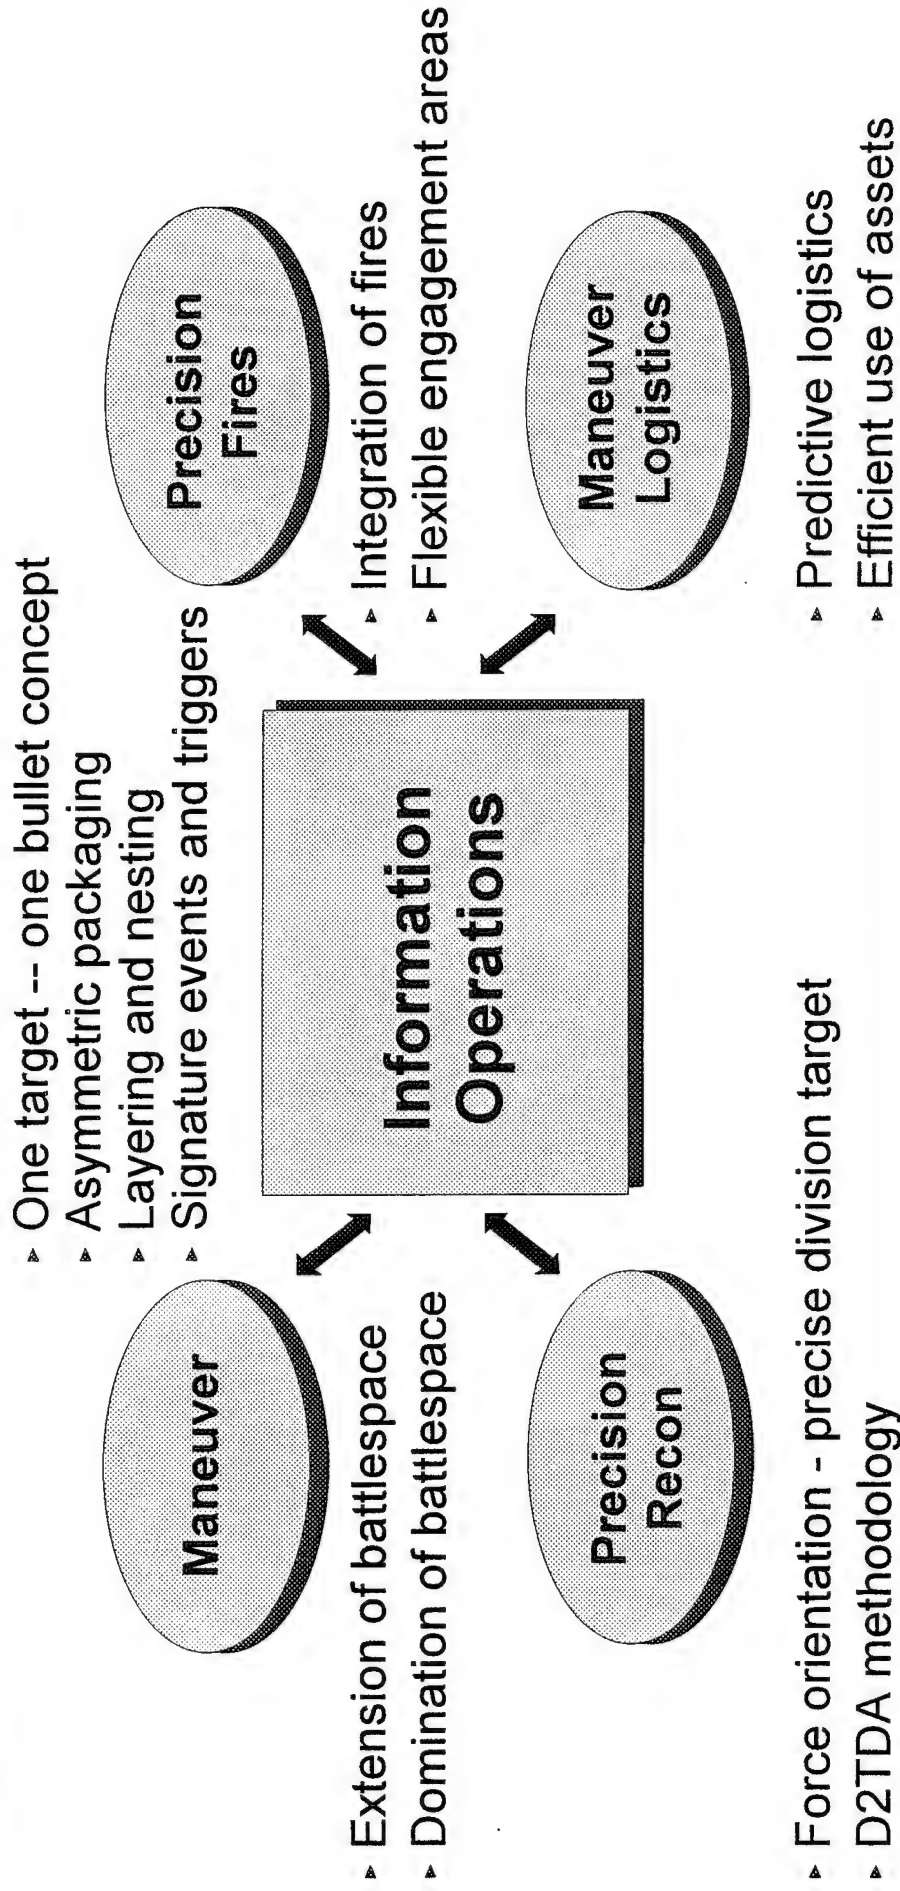 ▸ One target -- one bullet concept
▸ Asymmetric packaging
▸ Layering and nesting
▸ Signature events and triggers
Maneuver
▸ Extension of battlespace
▸ Domination of battlespace
Precision
Fires
▸ Integration of fires
▸ Flexible engagement areas
Information
Operations
Precision
Recon
▸ Force orientation - precise division target
▸ D2TDA methodology
Maneuver
Logistics
▸ Predictive logistics
▸ Efficient use of assets